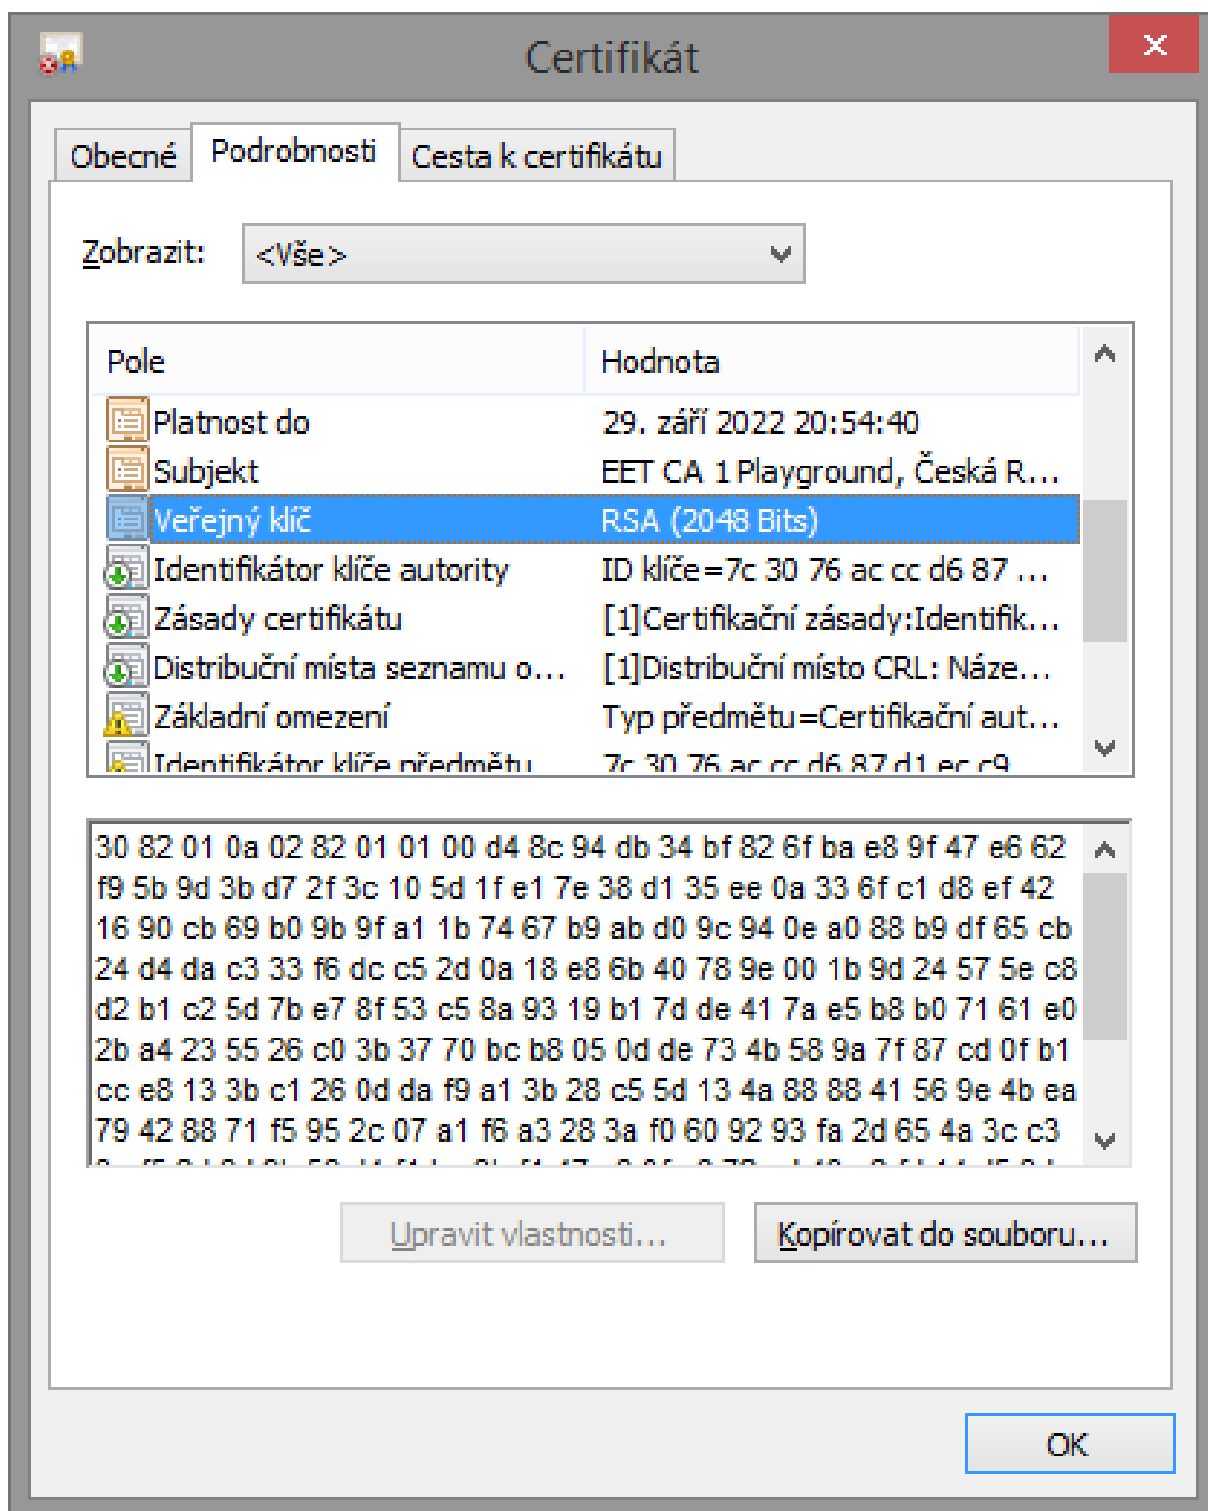 Certifikát
Obecné Podrobnosti Cesta k certifikátu
Zobrazit: <Vše>
Pole Hodnota
Platnost do 29. září 2022 20:54:40
Subjekt EET CA 1 Playground, Česká R...
Veřejný klíč RSA (2048 Bits)
Identifikátor klíče autority ID klíče=7c 30 76 ac cc d6 87 ...
Zásady certifikátu [1]Certifikační zásady:Identifik...
Distribuční místa seznamu o... [1]Distribuční místo CRL: Náze...
Základní omezení Typ předmětu=Certifikační aut...
Identifikátor klíče předmětu 7c 30 76 ac cc d6 87 d1 ec c9
30 82 01 0a 02 82 01 01 00 d4 8c 94 db 34 bf 82 6f ba e8 9f 47 e6 62
f9 5b 9d 3b d7 2f 3c 10 5d 1f e1 7e 38 d1 35 ee 0a 33 6f c1 d8 ef 42
16 90 cb 69 b0 9b 9f a1 1b 74 67 b9 ab d0 9c 94 0e a0 88 b9 df 65 cb
24 d4 da c3 33 f6 dc c5 2d 0a 18 e8 6b 40 78 9e 00 1b 9d 24 57 5e c8
d2 b1 c2 5d 7b e7 8f 53 c5 8a 93 19 b1 7d de 41 7a e5 b8 b0 71 61 e0
2b a4 23 55 26 c0 3b 37 70 bc b8 05 0d de 73 4b 58 9a 7f 87 cd 0f b1
cc e8 13 3b c1 26 0d da f9 a1 3b 28 c5 5d 13 4a 88 88 41 56 9e 4b ea
79 42 88 71 f5 95 2c 07 a1 f6 a3 28 3a f0 60 92 93 fa 2d 65 4a 3c c3
Upravit vlastnosti... Kopírovat do souboru...
OK